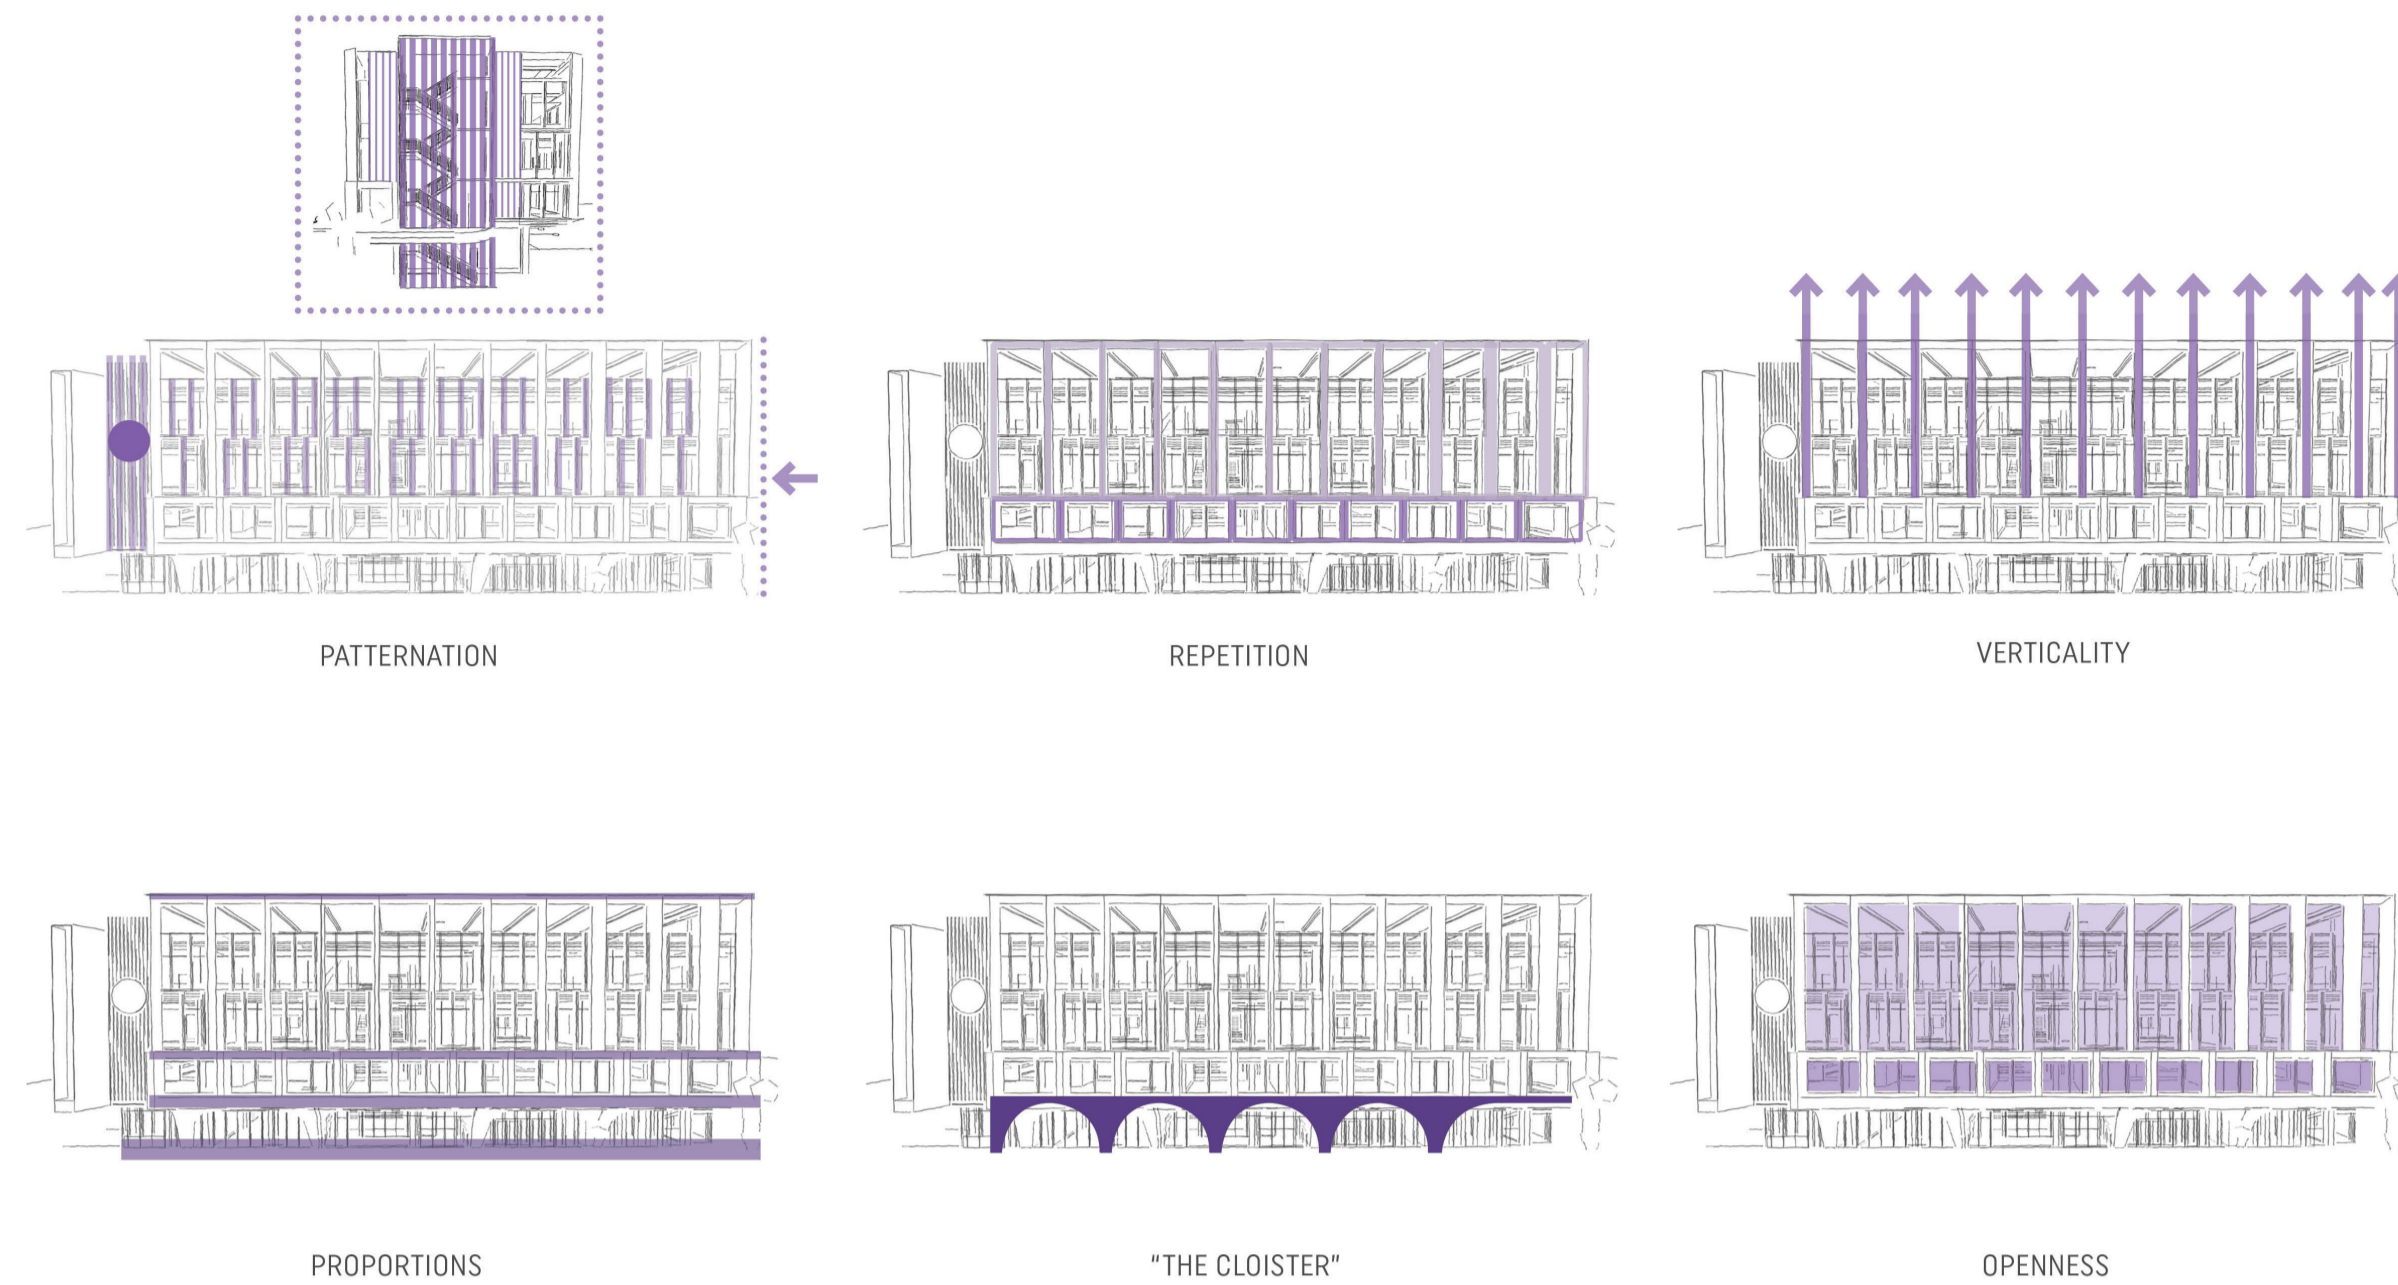 PATTERNATION
REPETITION
VERTICALITY
PROPORTIONS
"THE CLOISTER"
OPENNESS